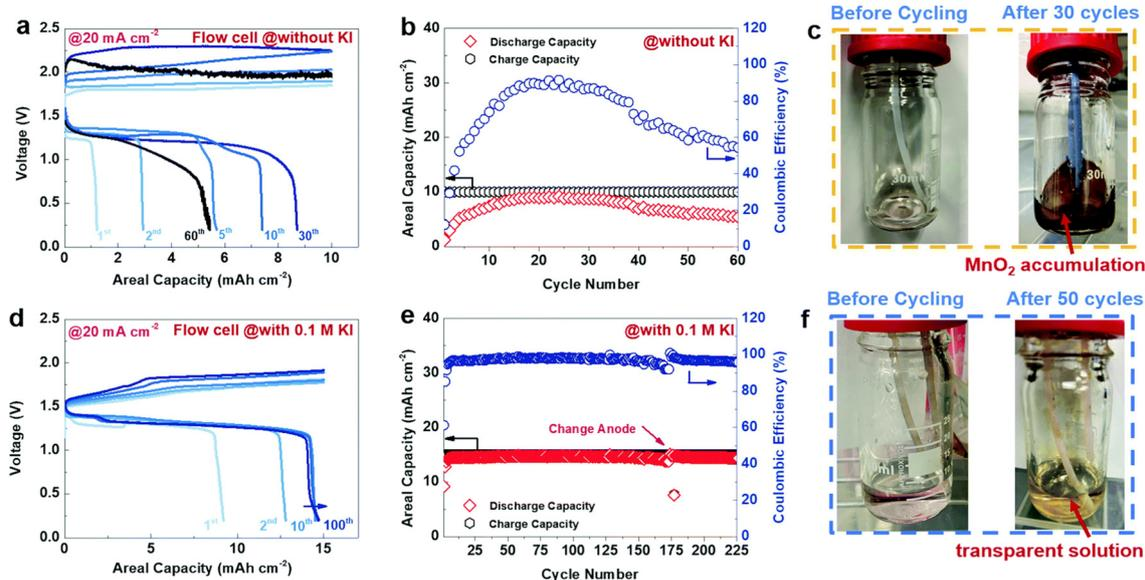 a
@20 mA cm-2 Flow cell @without KI
2.5
2.0
1.5
1.0
0.5
0.0
Voltage (V)
1st 2nd 60th 5th 10th 30th
0 2 4 6 8 10
Areal Capacity (mAh cm-2)
b
@without KI
Discharge Capacity
Charge Capacity
40
30
20
10
0
Areal Capacity (mAh cm-2)
120
100
80
60
40
20
0
Coulombic Efficiency (%)
10 20 30 40 50 60
Cycle Number
c
Before Cycling After 30 cycles
30m
30m
MnO2 accumulation
d
@20 mA cm-2 Flow cell @with 0.1 M KI
2.5
2.0
1.5
1.0
0.5
0.0
Voltage (V)
1st 2nd 10th 100th
0 5 10 15
Areal Capacity (mAh cm-2)
e
@with 0.1 M KI
Change Anode
Discharge Capacity
Charge Capacity
40
30
20
10
0
Areal Capacity (mAh cm-2)
120
100
80
60
40
20
0
Coulombic Efficiency (%)
25 50 75 100 125 150 175 200 225
Cycle Number
f
Before Cycling After 50 cycles
transparent solution